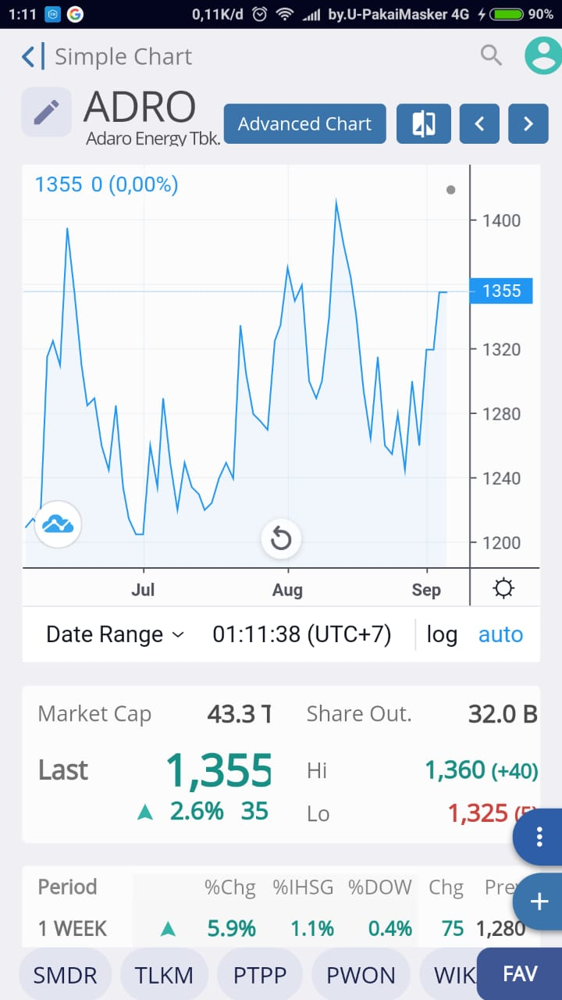 1:11 0,11K/d by.U-PakaiMasker 4G 90%
Simple Chart
ADRO
Adaro Energy Tbk.
Advanced Chart
1355 0 (0,00%)
1400
1355
1320
1280
1240
1200
Jul Aug Sep
Date Range 01:11:38 (UTC+7) log auto
Market Cap 43.3 T Share Out. 32.0 B
Last 1,355 Hi 1,360 (+40)
2.6% 35 Lo 1,325 (5)
Period %Chg %IHSG %DOW Chg Pre
1 WEEK 5.9% 1.1% 0.4% 75 1,280
SMDR TLKM PTPP PWON WIK FAV